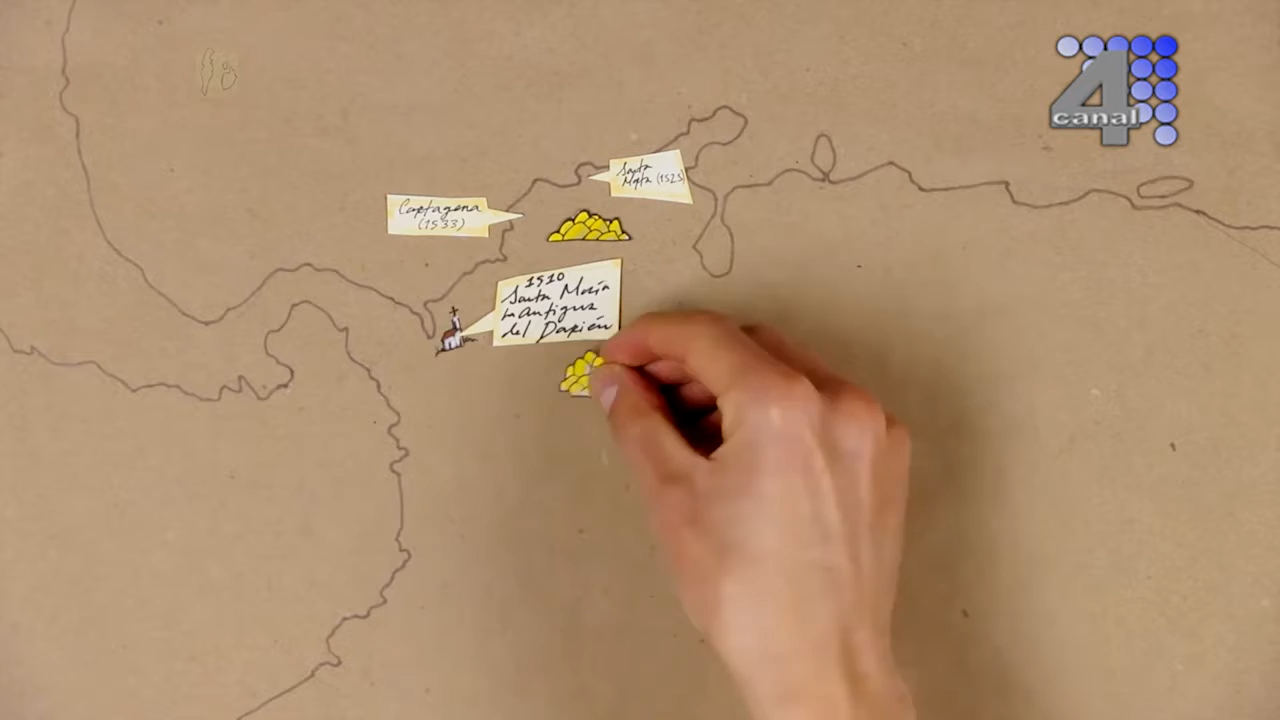 canal
4
Santa
Marta (1525)
Cartagena
(1533)
1510
Santa María
La Antigua
del Darién